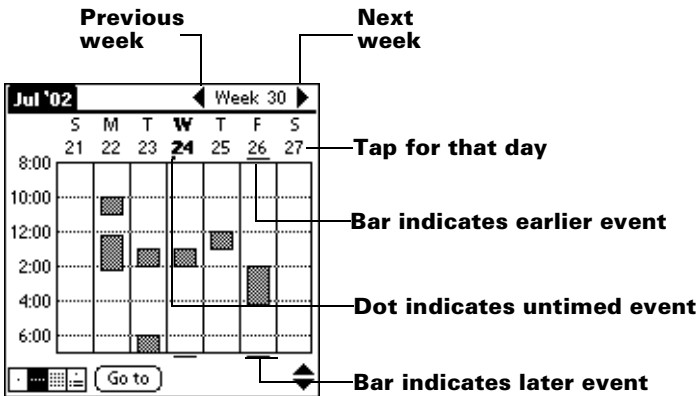 Previous
week
Next
week
Jul '02
Week 30
S M T W T F S
21 22 23 24 25 26 27
Tap for that day
8:00
10:00
Bar indicates earlier event
12:00
2:00
4:00
Dot indicates untimed event
6:00
Go to
Bar indicates later event